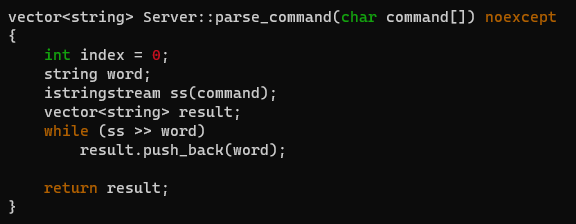 vector<string> Server::parse_command(char command[]) noexcept
{
    int index = 0;
    string word;
    istringstream ss(command);
    vector<string> result;
    while (ss >> word)
        result.push_back(word);

    return result;
}